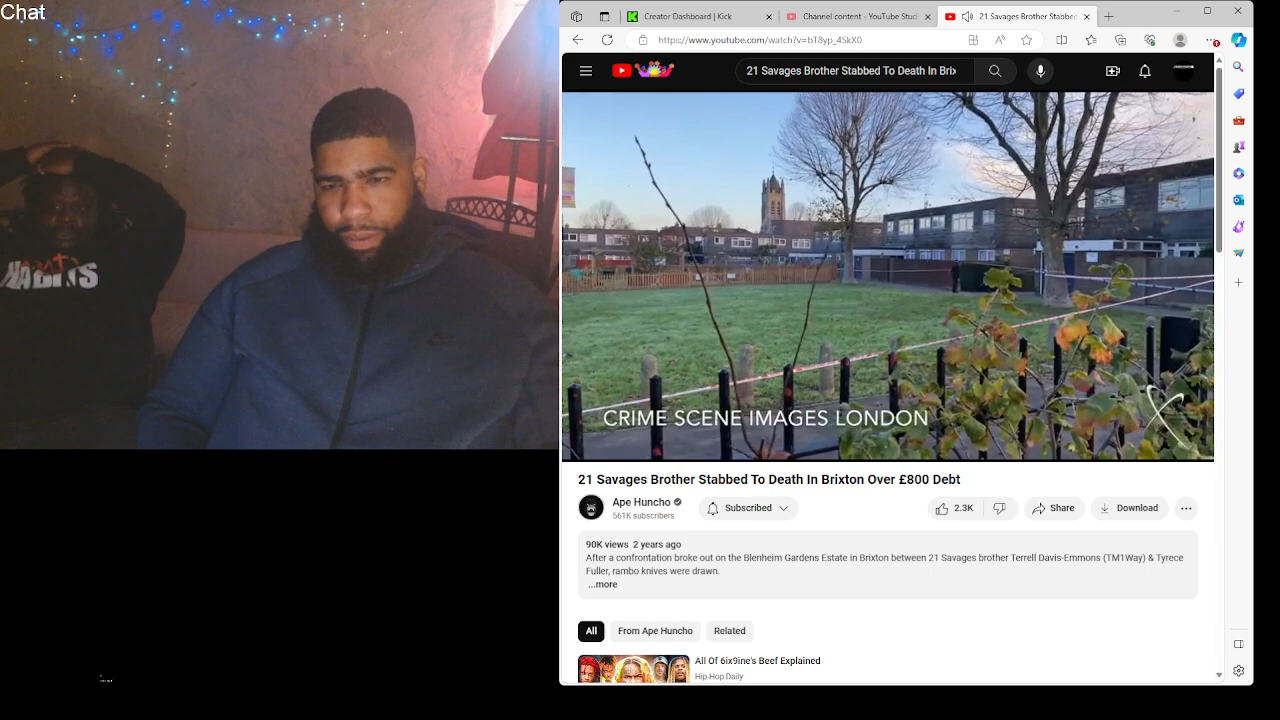 Chat
Creator Dashboard | Kick
Channel content - YouTube Stud
21 Savages Brother Stabbed
https://www.youtube.com/watch?v=bT8yp_4SkX0
21 Savages Brother Stabbed To Death In Brix
HABITS
CRIME SCENE IMAGES LONDON
21 Savages Brother Stabbed To Death In Brixton Over £800 Debt
Ape Huncho
561K subscribers
Subscribed
2.3K
Share
Download
90K views 2 years ago
After a confrontation broke out on the Blenheim Gardens Estate in Brixton between 21 Savages brother Terrell Davis-Emmons (TM1Way) & Tyrece
Fuller, rambo knives were drawn.
...more
All
From Ape Huncho
Related
All Of 6ix9ine's Beef Explained
Hip-Hop Daily